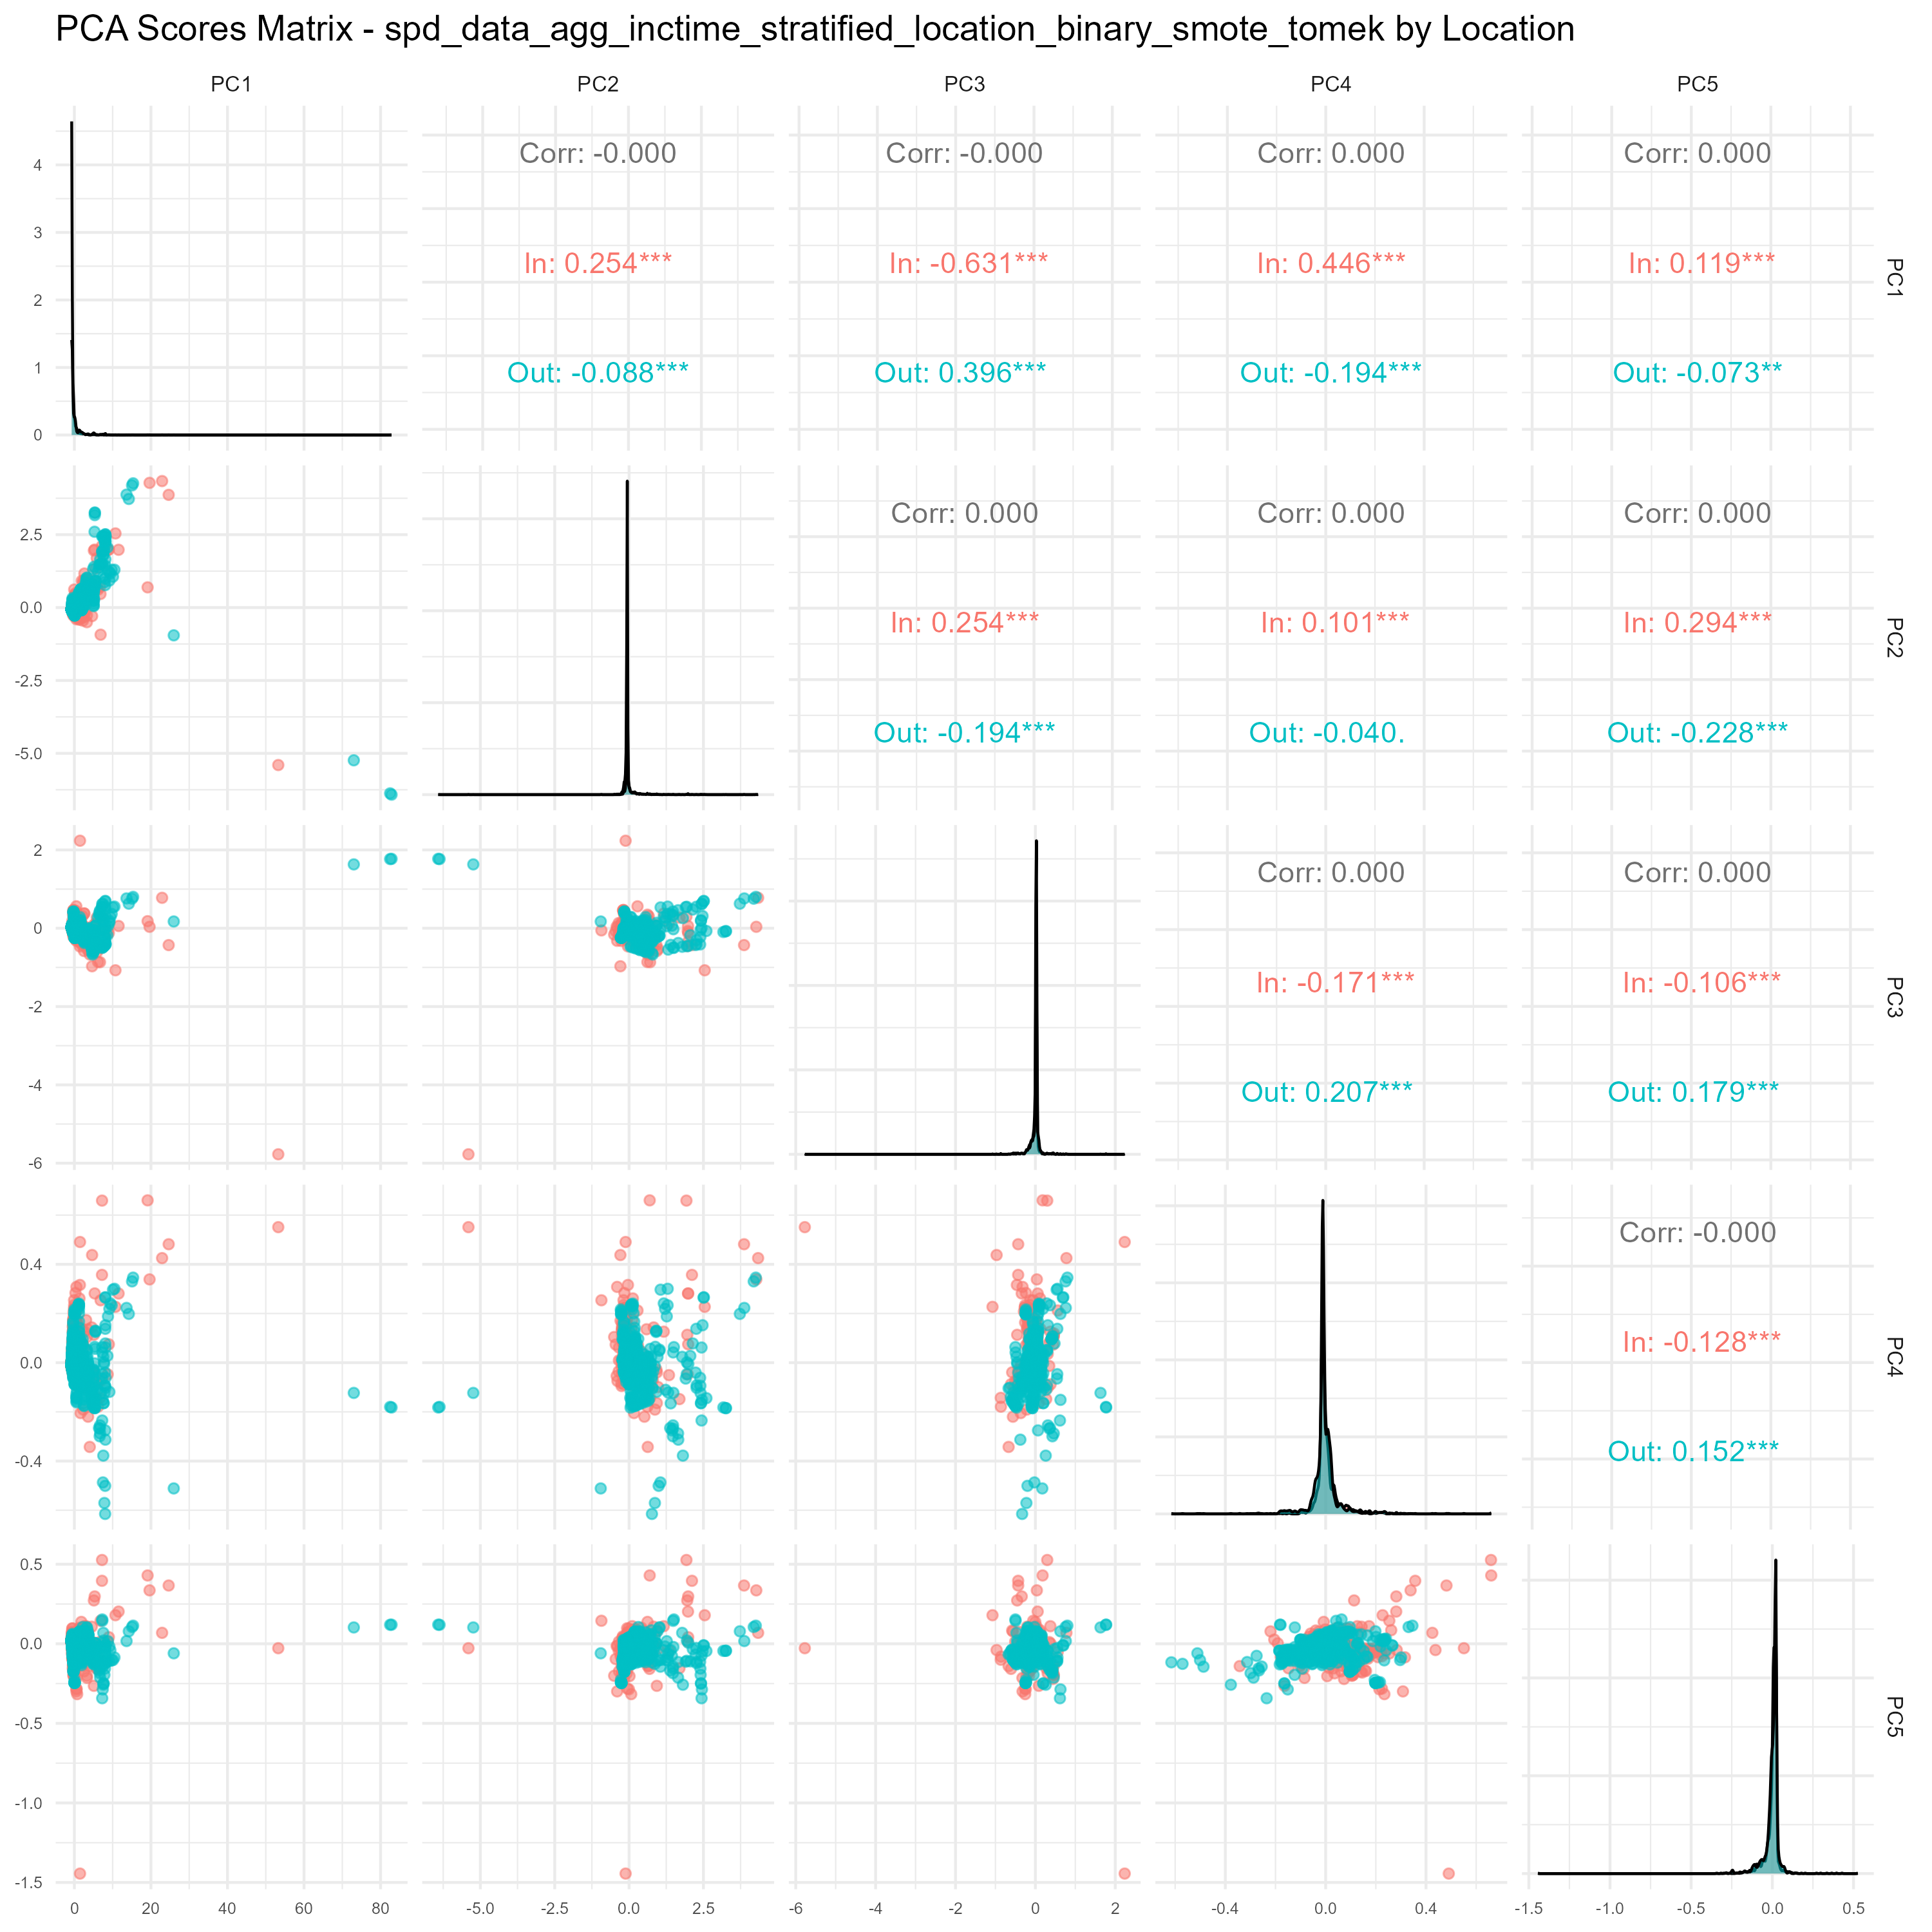 PCA Scores Matrix - spd_data_agg_inctime_stratified_location_binary_smote_tomek by Location
PC1 PC2 PC3 PC4 PC5
4
3
2
1
0
Corr: -0.000
In: 0.254***
Out: -0.088***
Corr: -0.000
In: -0.631***
Out: 0.396***
Corr: 0.000
In: 0.446***
Out: -0.194***
Corr: 0.000
In: 0.119***
Out: -0.073**
PC1
2.5
0.0
-2.5
-5.0
Corr: 0.000
In: 0.254***
Out: -0.194***
Corr: 0.000
In: 0.101***
Out: -0.040.
Corr: 0.000
In: 0.294***
Out: -0.228***
PC2
2
0
-2
-4
-6
Corr: 0.000
In: -0.171***
Out: 0.207***
Corr: 0.000
In: -0.106***
Out: 0.179***
PC3
0.4
0.0
-0.4
Corr: -0.000
In: -0.128***
Out: 0.152***
PC4
0.5
0.0
-0.5
-1.0
-1.5
PC5
0 20 40 60 80
-5.0 -2.5 0.0 2.5
-6 -4 -2 0 2
-0.4 0.0 0.4
-1.5 -1.0 -0.5 0.0 0.5